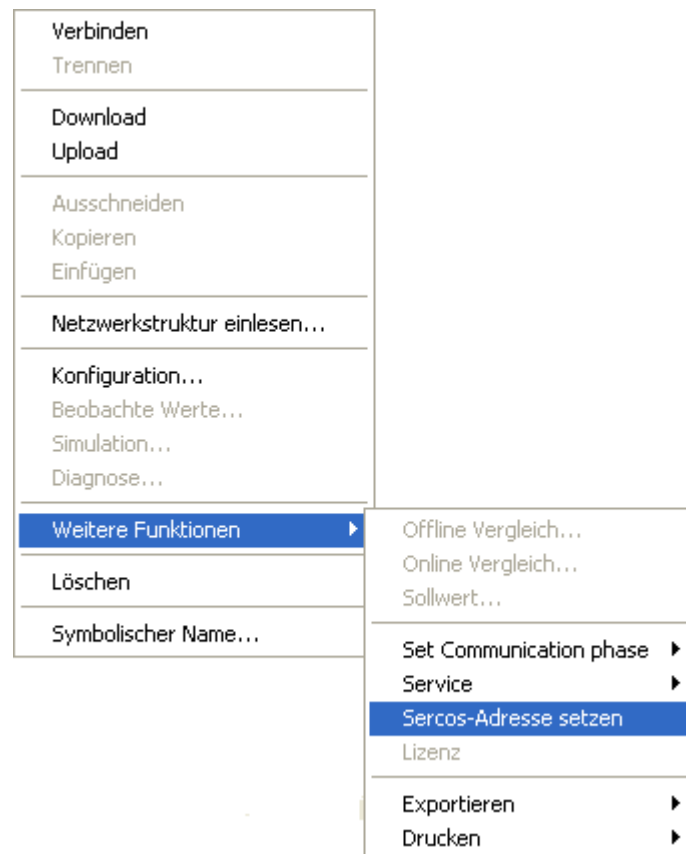 Verbinden
Trennen
Download
Upload
Ausschneiden
Kopieren
Einfügen
Netzwerkstruktur einlesen...
Konfiguration...
Beobachte Werte...
Simulation...
Diagnose...
Weitere Funktionen
Löschen
Symbolischer Name...
Offline Vergleich...
Online Vergleich...
Sollwert...
Set Communication phase
Service
Sercos-Adresse setzen
Lizenz
Exportieren
Drucken